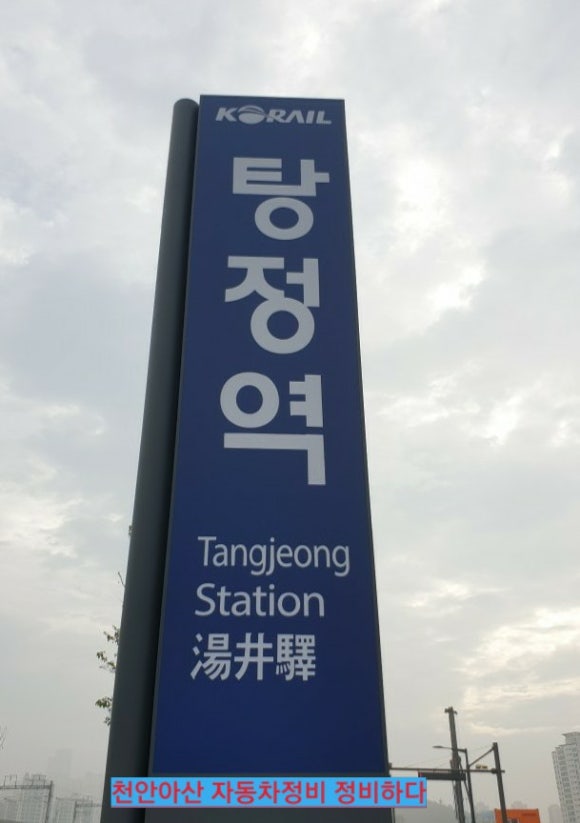 KORAIL
탕정역
Tangjeong
Station
湯井驛
천안아산 자동차정비 정비하다